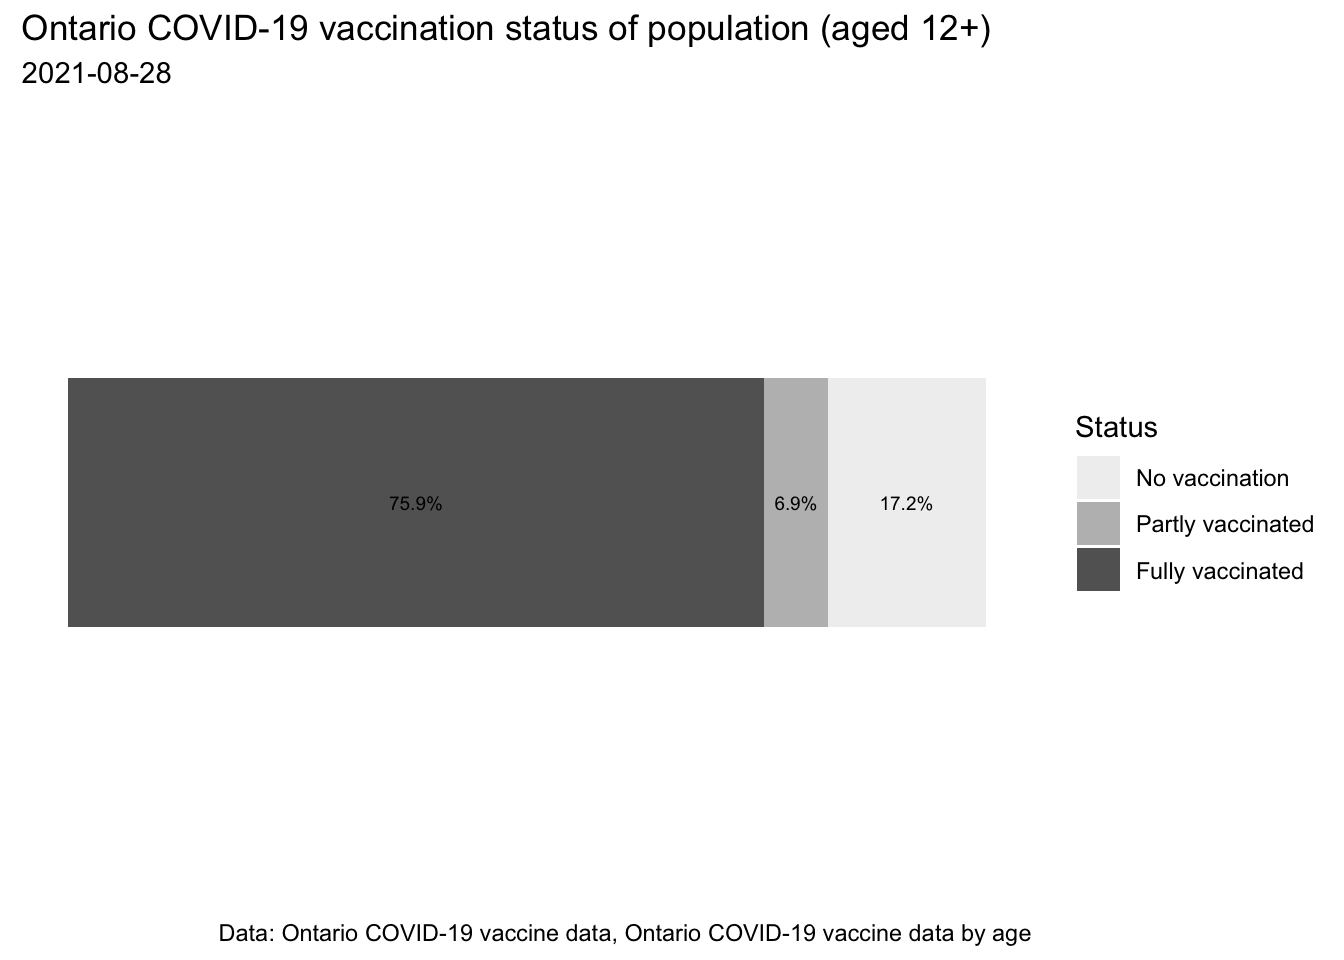 Ontario COVID-19 vaccination status of population (aged 12+)
2021-08-28
75.9%
6.9%
17.2%
Status
No vaccination
Partly vaccinated
Fully vaccinated
Data: Ontario COVID-19 vaccine data, Ontario COVID-19 vaccine data by age